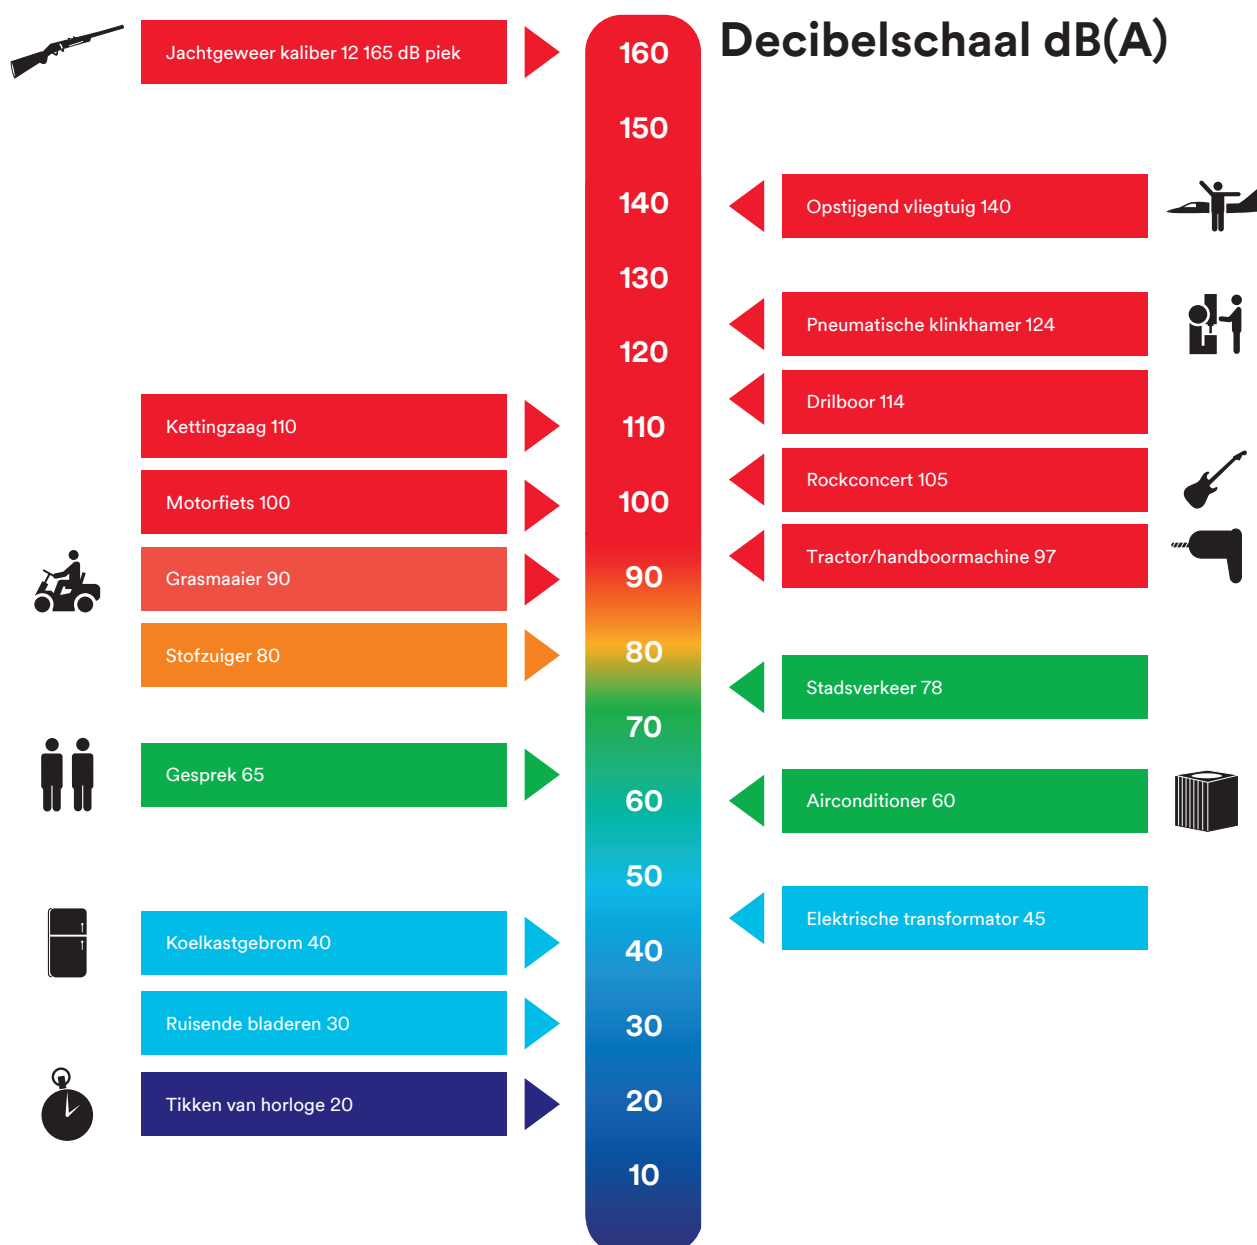 Decibelschaal dB(A)
Jachtgeweer kaliber 12 165 dB piek
Kettingzaag 110
Motorfiets 100
Grasmaaier 90
Stofzuiger 80
Gesprek 65
Koelkastgebrom 40
Ruisende bladeren 30
Tikken van horloge 20
160
150
140
130
120
110
100
90
80
70
60
50
40
30
20
10
Opstijgend vliegtuig 140
Pneumatische klinkhamer 124
Drilboor 114
Rockconcert 105
Tractor/handboormachine 97
Stadsverkeer 78
Airconditioner 60
Elektrische transformator 45